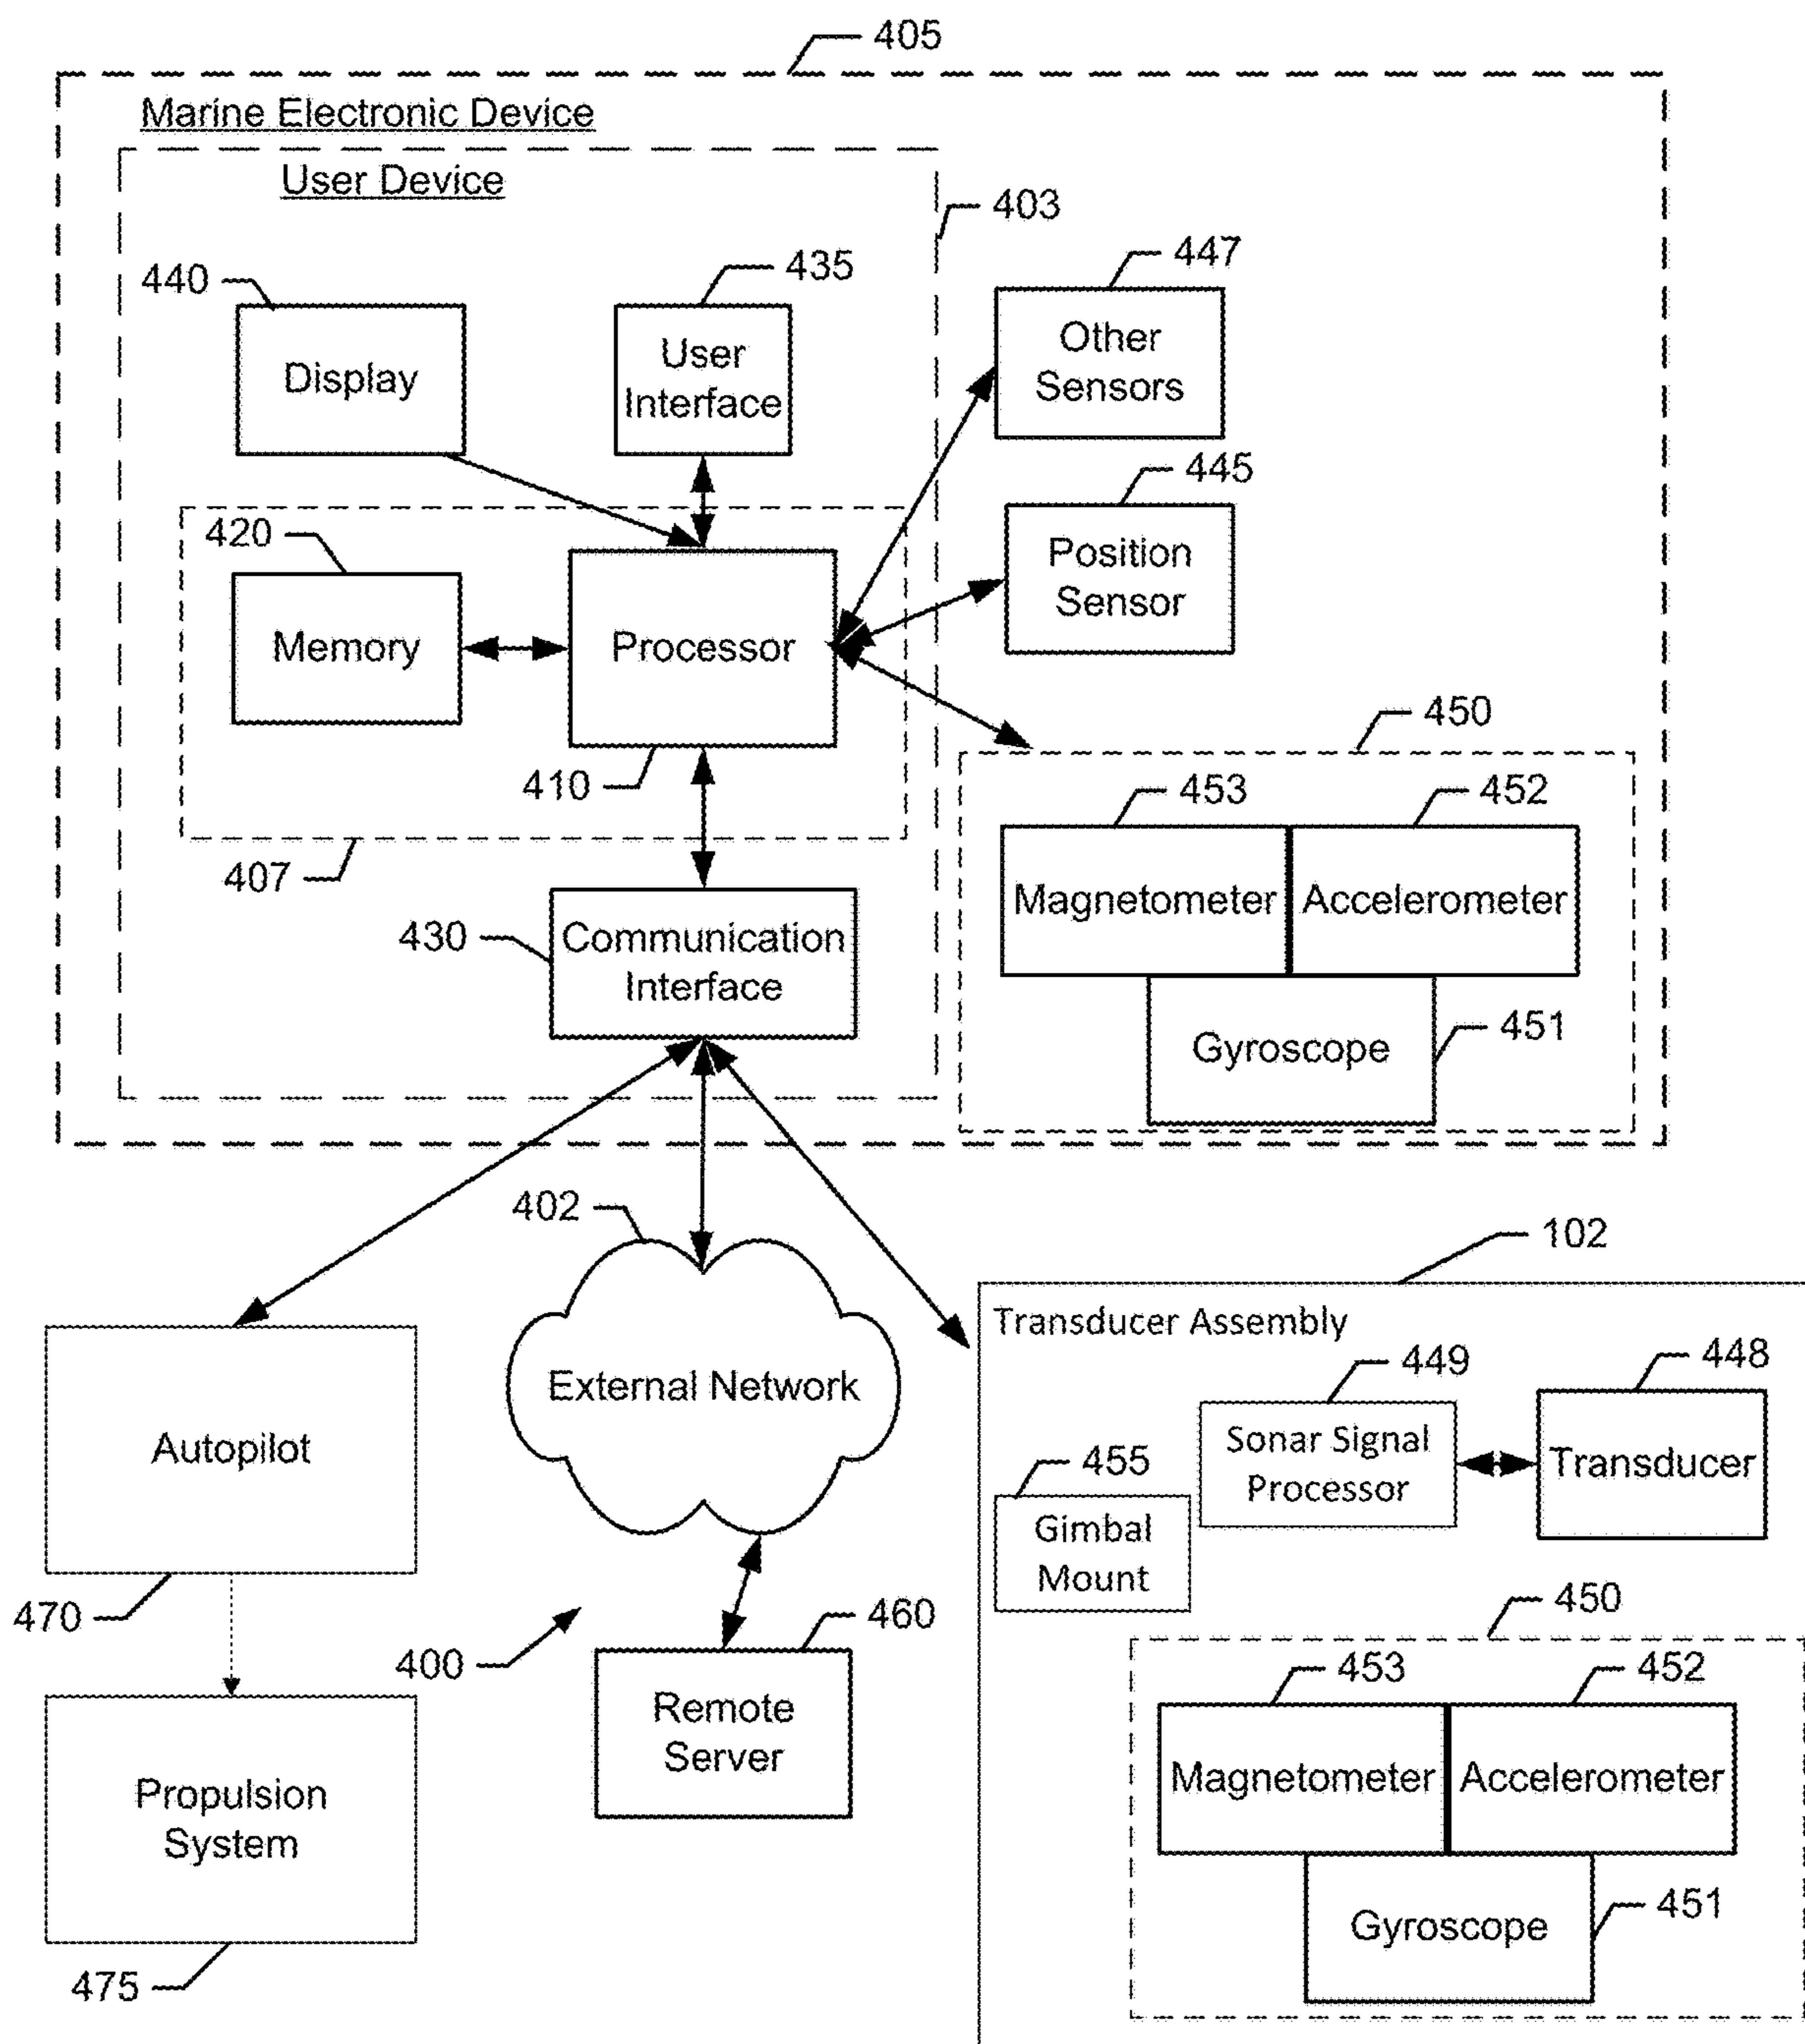 405
Marine Electronic Device
User Device
403
447
440
435
Other
Sensors
User
Interface
Display
445
420
Position
Sensor
Memory
Processor
450
410
453
452
407
Magnetometer
Accelerometer
430
Communication
Interface
451
Gyroscope
402
102
Transducer Assembly
External Network
449
448
Autopilot
Sonar Signal
Processor
Transducer
455
Gimbal
Mount
470
450
460
400
453
452
Remote
Server
Magnetometer
Accelerometer
Propulsion
System
451
Gyroscope
475